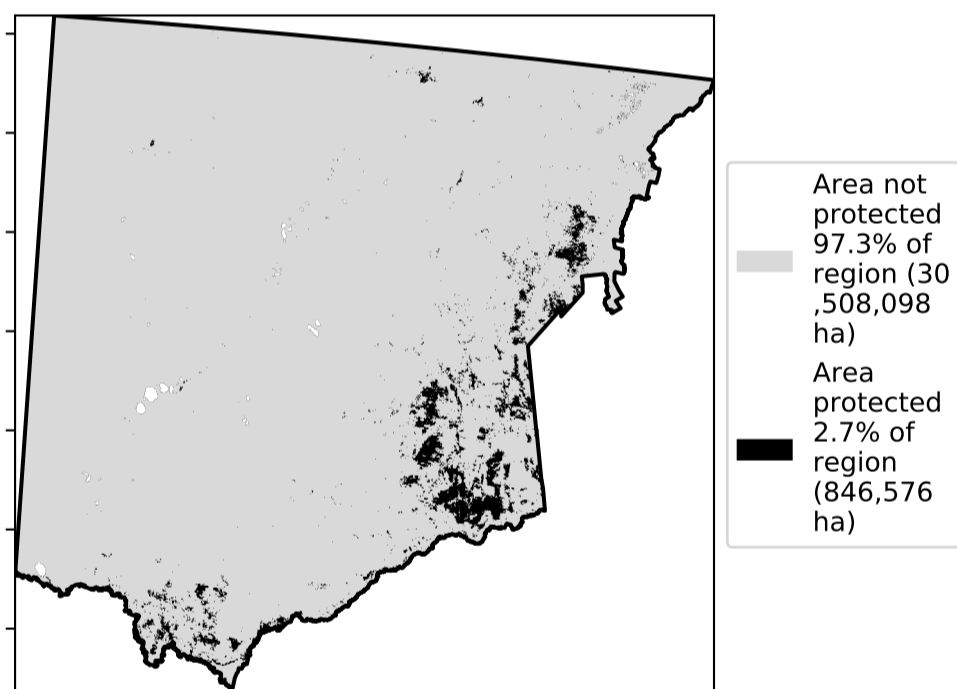 Area not
protected
97.3% of
region (30
,508,098
ha)
Area
protected
2.7% of
region
(846,576
ha)